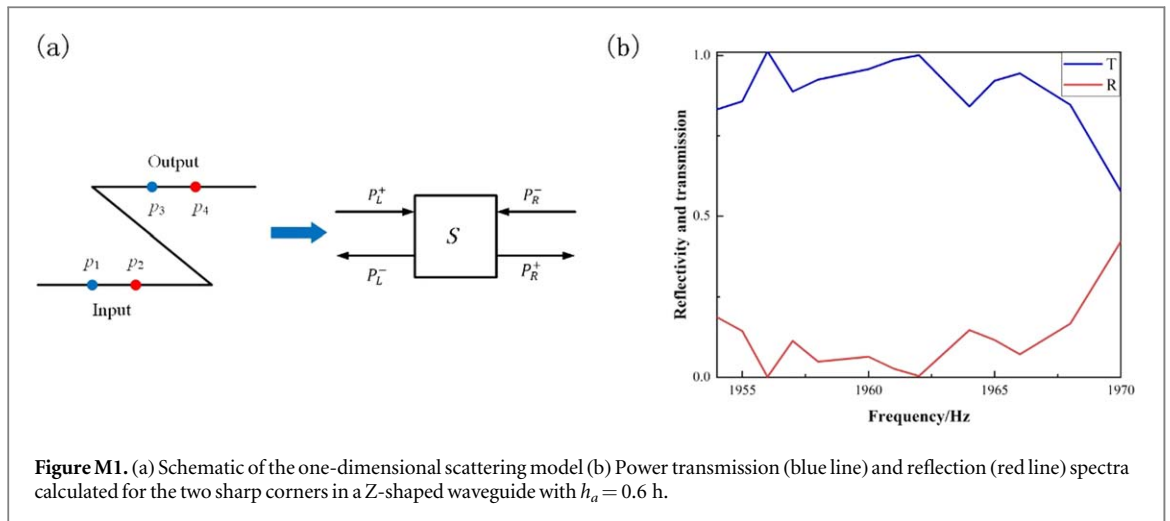 (a)
Output
p3 p4
p1 p2
Input
P_L^+ P_R^-
S
P_L^- P_R^+
(b)
1.0
T
R
Reflectivity and transmission
0.5
0.0
1955 1960 1965 1970
Frequency/Hz
Figure M1. (a) Schematic of the one-dimensional scattering model (b) Power transmission (blue line) and reflection (red line) spectra
calculated for the two sharp corners in a Z-shaped waveguide with h_a = 0.6 h.